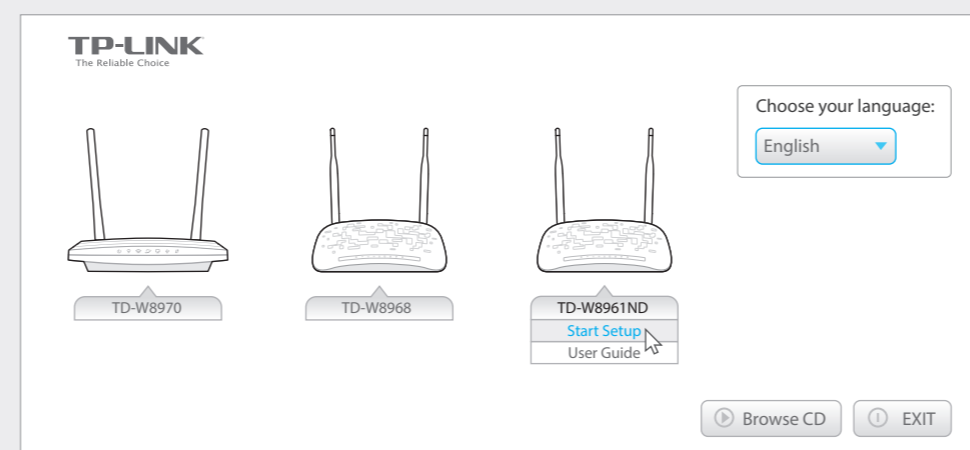 TP-LINK
The Reliable Choice
Choose your language:
English
TD-W8970
TD-W8968
TD-W8961ND
Start Setup
User Guide
Browse CD
EXIT